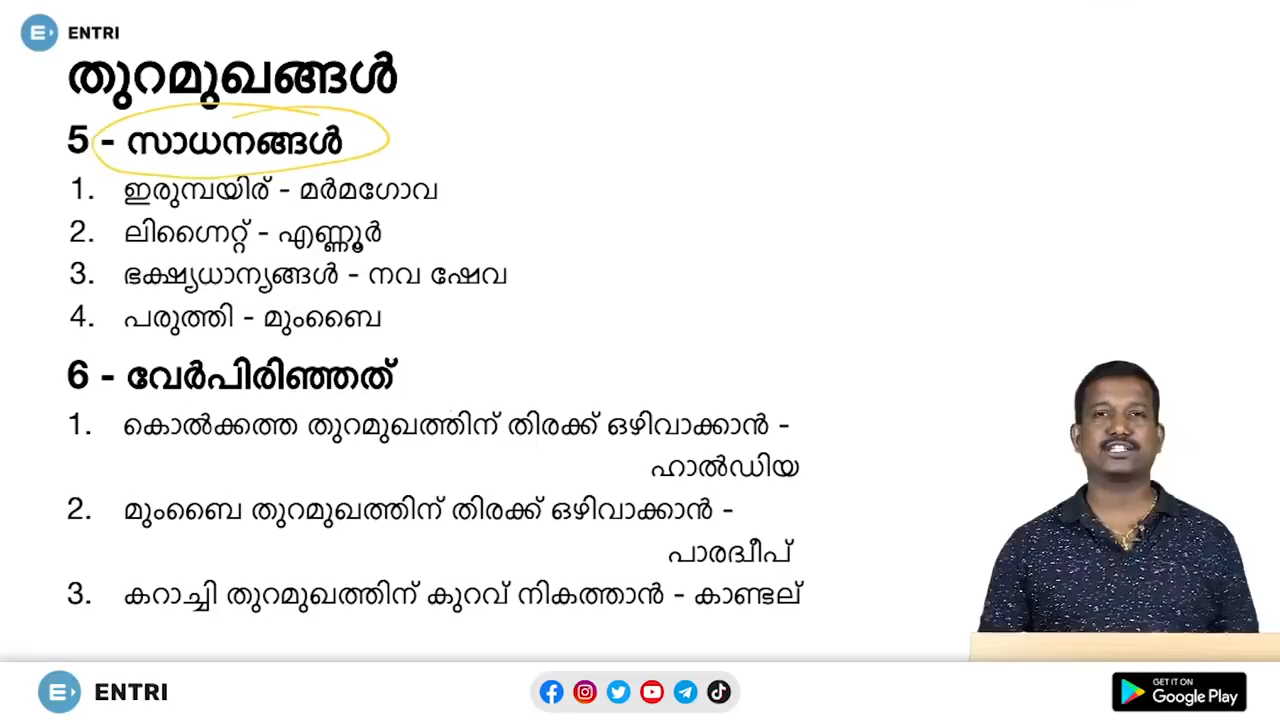 ENTRI
തുറമുഖങ്ങൾ
5 - സാധനങ്ങൾ
1. ഇരുമ്പയിര് - മർമഗോവ
2. ലിഗ്നൈറ്റ് - എണ്ണൂർ
3. ഭക്ഷ്യധാന്യങ്ങൾ - നവ ഷേവ
4. പരുത്തി - മുംബൈ
6 - വേർപിരിഞ്ഞത്
1. കൊൽക്കത്ത തുറമുഖത്തിന് തിരക്ക് ഒഴിവാക്കാൻ -
ഹാൽഡിയ
2. മുംബൈ തുറമുഖത്തിന് തിരക്ക് ഒഴിവാക്കാൻ -
പാരദ്വീപ്
3. കറാച്ചി തുറമുഖത്തിന് കുറവ് നികത്താൻ - കാണ്ടല്
ENTRI
GET IT ON
Google Play